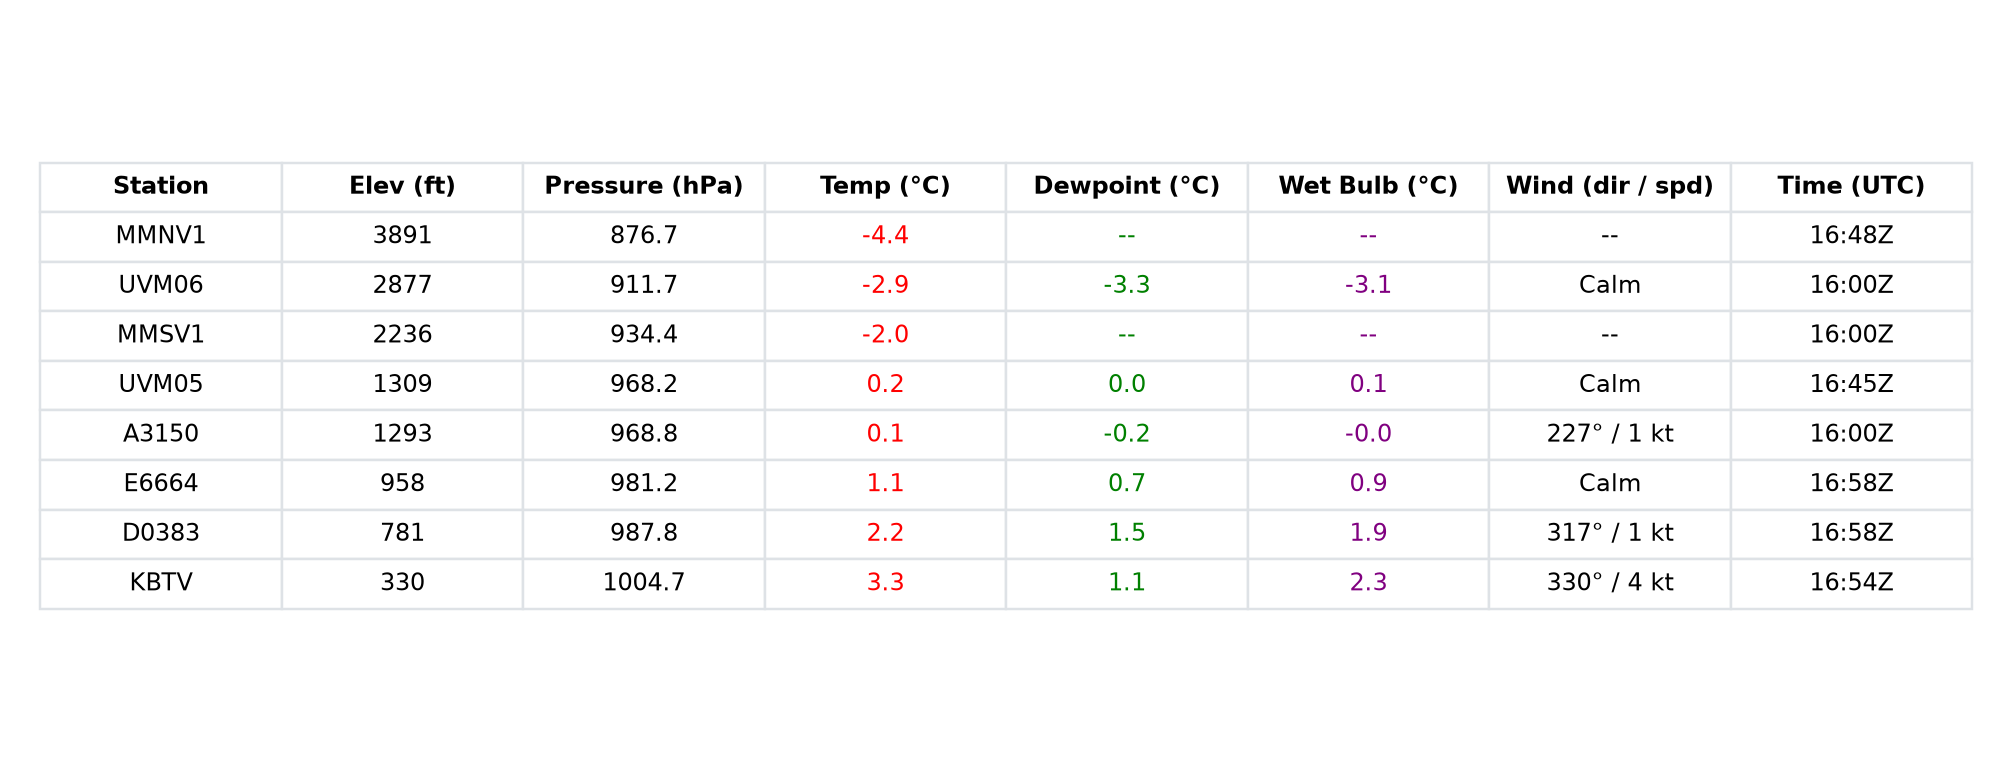 Station Elev (ft) Pressure (hPa) Temp (°C) Dewpoint (°C) Wet Bulb (°C) Wind (dir / spd) Time (UTC)
MMNV1 3891 876.7 -4.4 -- -- -- 16:48Z
UVM06 2877 911.7 -2.9 -3.3 -3.1 Calm 16:00Z
MMSV1 2236 934.4 -2.0 -- -- -- 16:00Z
UVM05 1309 968.2 0.2 0.0 0.1 Calm 16:45Z
A3150 1293 968.8 0.1 -0.2 -0.0 227° / 1 kt 16:00Z
E6664 958 981.2 1.1 0.7 0.9 Calm 16:58Z
D0383 781 987.8 2.2 1.5 1.9 317° / 1 kt 16:58Z
KBTV 330 1004.7 3.3 1.1 2.3 330° / 4 kt 16:54Z